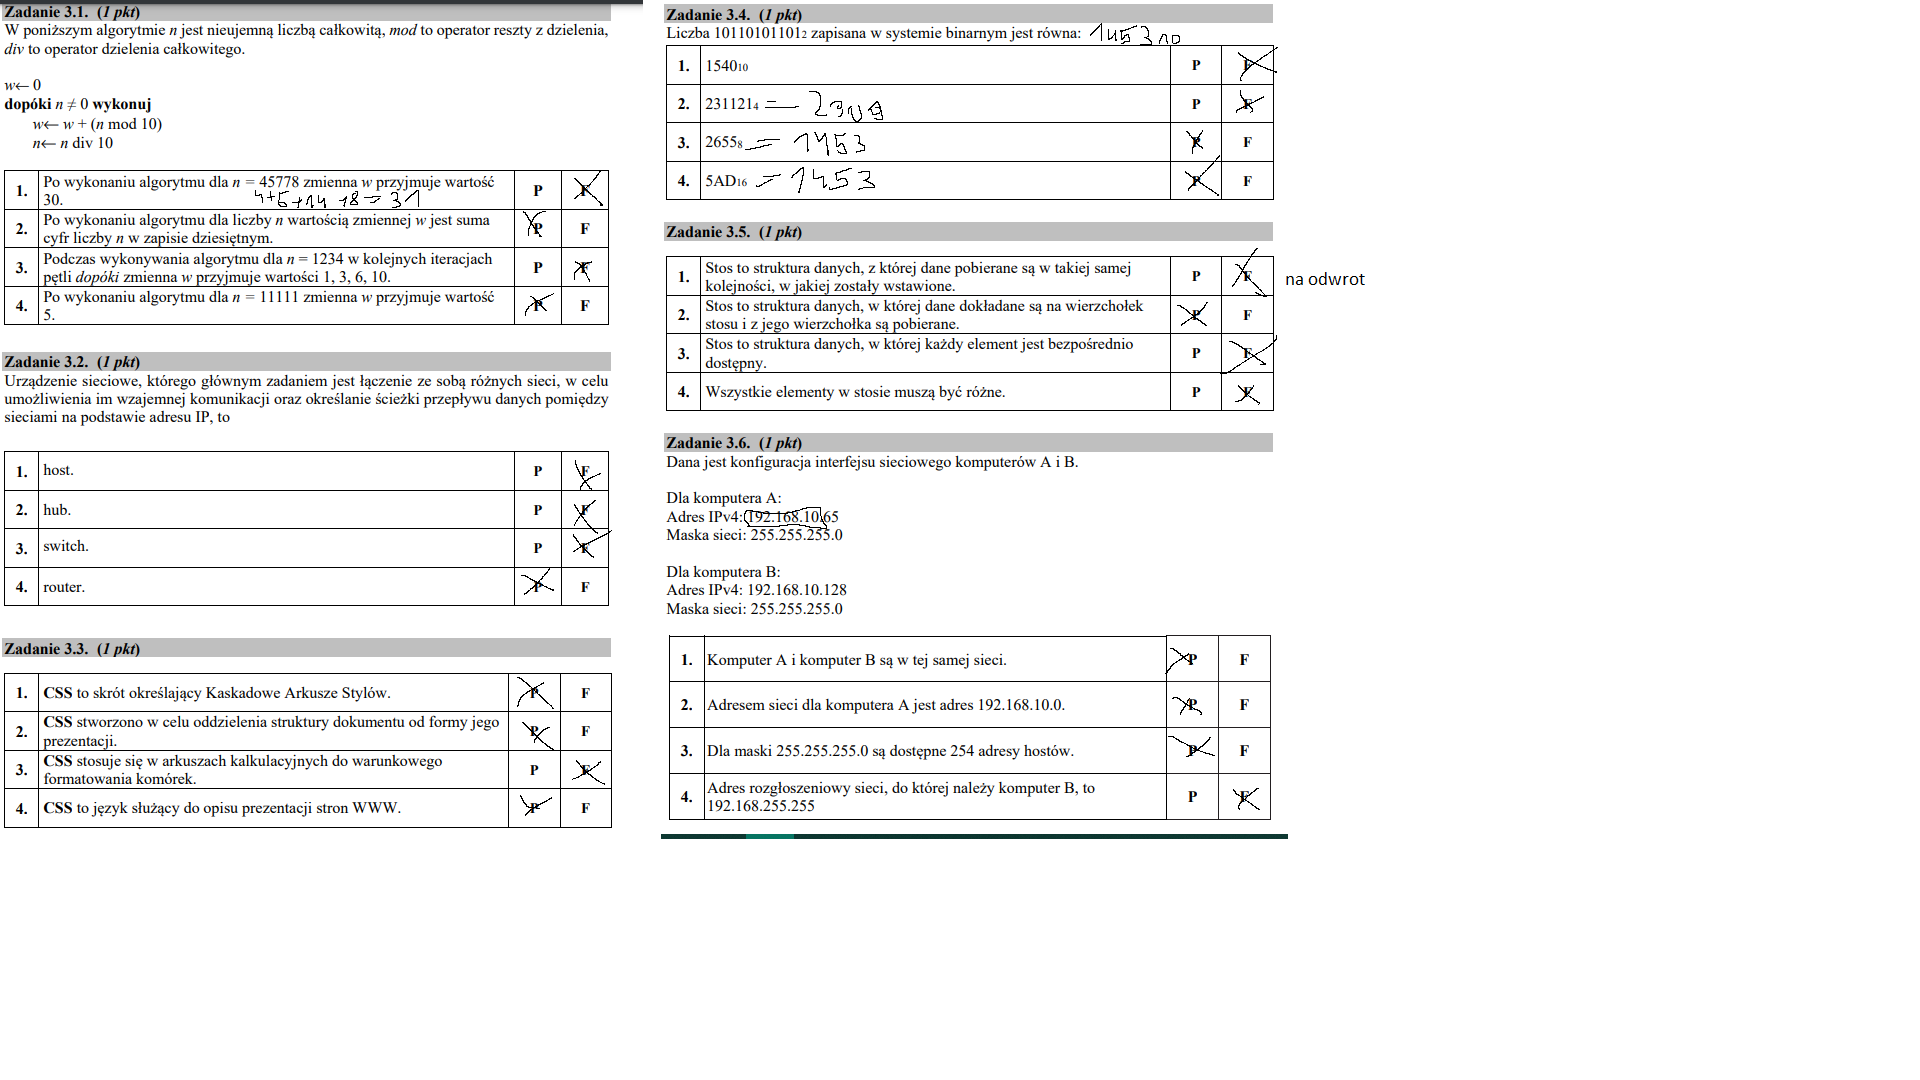 Zadanie 3.1. (1 pkt)
W poniższym algorytmie n jest nieujemną liczbą całkowitą, mod to operator reszty z dzielenia,
div to operator dzielenia całkowitego.
w← 0
dopóki n ≠ 0 wykonuj
w← w + (n mod 10)
n← n div 10
1. Po wykonaniu algorytmu dla n = 45778 zmienna w przyjmuje wartość
30. P F
4+5+14+8=31
2. Po wykonaniu algorytmu dla liczby n wartością zmiennej w jest suma
cyfr liczby n w zapisie dziesiętnym. P F
3. Podczas wykonywania algorytmu dla n = 1234 w kolejnych iteracjach
pętli dopóki zmienna w przyjmuje wartości 1, 3, 6, 10. P F
4. Po wykonaniu algorytmu dla n = 11111 zmienna w przyjmuje wartość
5. P F
Zadanie 3.2. (1 pkt)
Urządzenie sieciowe, którego głównym zadaniem jest łączenie ze sobą różnych sieci, w celu
umożliwienia im wzajemnej komunikacji oraz określanie ścieżki przepływu danych pomiędzy
sieciami na podstawie adresu IP, to
1. host. P F
2. hub. P F
3. switch. P F
4. router. P F
Zadanie 3.3. (1 pkt)
1. CSS to skrót określający Kaskadowe Arkusze Stylów. P F
2. CSS stworzono w celu oddzielenia struktury dokumentu od formy jego
prezentacji. P F
3. CSS stosuje się w arkuszach kalkulacyjnych do warunkowego
formatowania komórek. P F
4. CSS to język służący do opisu prezentacji stron WWW. P F
Zadanie 3.4. (1 pkt)
Liczba 10110101101₂ zapisana w systemie binarnym jest równa: 1453₁₀
1. 1540₁₀ P F
2. 231121₄ = 2909 P F
3. 2655₈ = 1453 P F
4. 5AD₁₆ = 1453 P F
Zadanie 3.5. (1 pkt)
1. Stos to struktura danych, z której dane pobierane są w takiej samej
kolejności, w jakiej zostały wstawione. P F na odwrot
2. Stos to struktura danych, w której dane dokładane są na wierzchołek
stosu i z jego wierzchołka są pobierane. P F
3. Stos to struktura danych, w której każdy element jest bezpośrednio
dostępny. P F
4. Wszystkie elementy w stosie muszą być różne. P F
Zadanie 3.6. (1 pkt)
Dana jest konfiguracja interfejsu sieciowego komputerów A i B.
Dla komputera A:
Adres IPv4: 192.168.10.65
Maska sieci: 255.255.255.0
Dla komputera B:
Adres IPv4: 192.168.10.128
Maska sieci: 255.255.255.0
1. Komputer A i komputer B są w tej samej sieci. P F
2. Adresem sieci dla komputera A jest adres 192.168.10.0. P F
3. Dla maski 255.255.255.0 są dostępne 254 adresy hostów. P F
4. Adres rozgłoszeniowy sieci, do której należy komputer B, to
192.168.255.255 P F